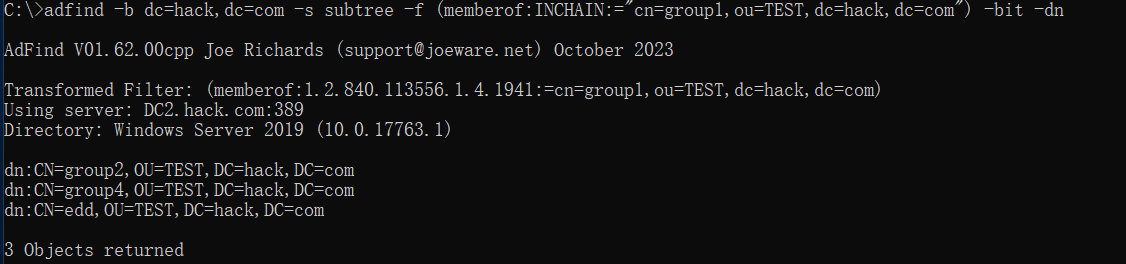 C:\>adfind -b dc=hack,dc=com -s subtree -f (memberof:INCHAIN:="cn=group1,ou=TEST,dc=hack,dc=com") -bit -dn
AdFind V01.62.00cpp Joe Richards (support@joeware.net) October 2023
Transformed Filter: (memberof:1.2.840.113556.1.4.1941:=cn=group1,ou=TEST,dc=hack,dc=com)
Using server: DC2.hack.com:389
Directory: Windows Server 2019 (10.0.17763.1)
dn:CN=group2,OU=TEST,DC=hack,DC=com
dn:CN=group4,OU=TEST,DC=hack,DC=com
dn:CN=edd,OU=TEST,DC=hack,DC=com
3 Objects returned